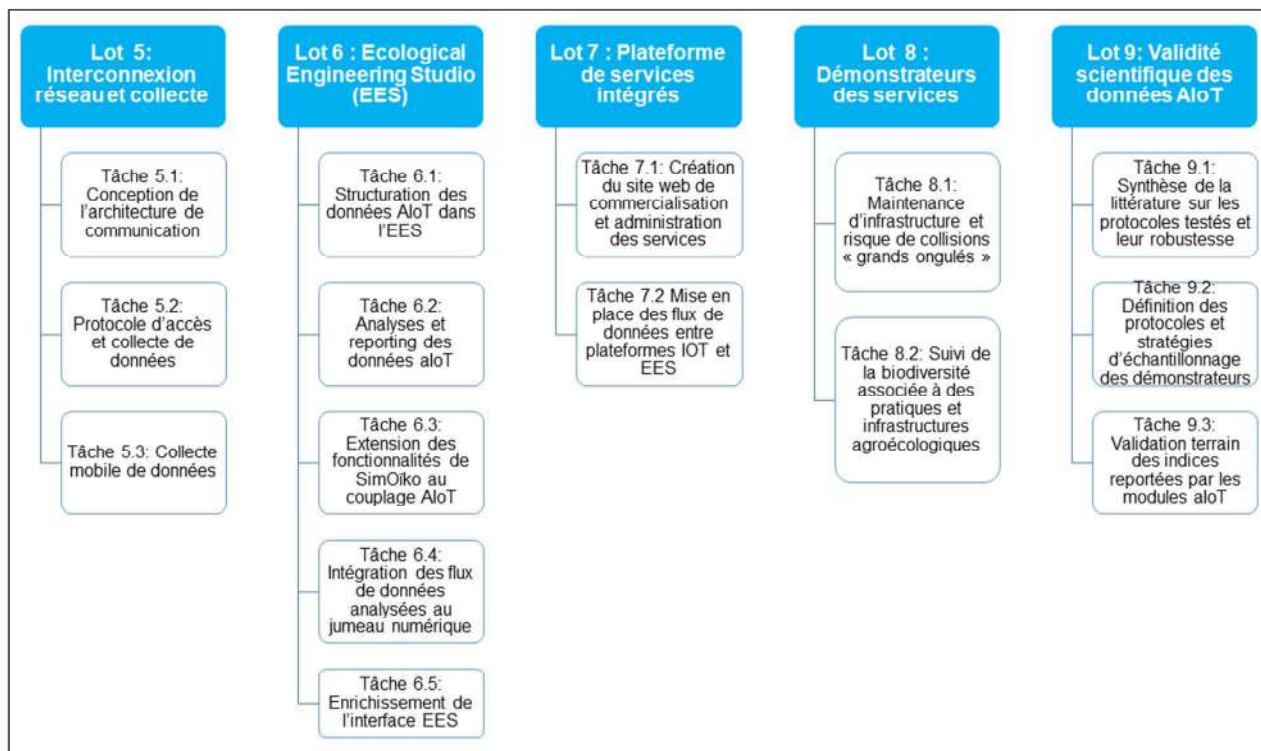 Lot 5:
Interconnexion
réseau et collecte
Tâche 5.1:
Conception de
l'architecture de
communication
Tâche 5.2:
Protocole d'accès
et collecte de
données
Tâche 5.3: Collecte
mobile de données
Lot 6 : Ecological
Engineering Studio
(EES)
Tâche 6.1:
Structuration des
données AIoT dans
l'EES
Tâche 6.2:
Analyses et
reporting des
données aIoT
Tâche 6.3:
Extension des
fonctionnalités de
SimOïko au
couplage AIoT
Tâche 6.4:
Intégration des flux
de données
analysées au
jumeau numérique
Tâche 6.5:
Enrichissement de
l'interface EES
Lot 7 : Plateforme
de services
intégrés
Tâche 7.1: Création
du site web de
commercialisation
et administration
des services
Tâche 7.2 Mise en
place des flux de
données entre
plateformes IOT et
EES
Lot 8 :
Démonstrateurs
des services
Tâche 8.1:
Maintenance
d'infrastructure et
risque de collisions
« grands ongulés »
Tâche 8.2: Suivi de
la biodiversité
associée à des
pratiques et
infrastructures
agroécologiques
Lot 9: Validité
scientifique des
données AIoT
Tâche 9.1:
Synthèse de la
littérature sur les
protocoles testés et
leur robustesse
Tâche 9.2:
Définition des
protocoles et
stratégies
d'échantillonnage
des démonstrateurs
Tâche 9.3:
Validation terrain
des indices
reportées par les
modules aIoT